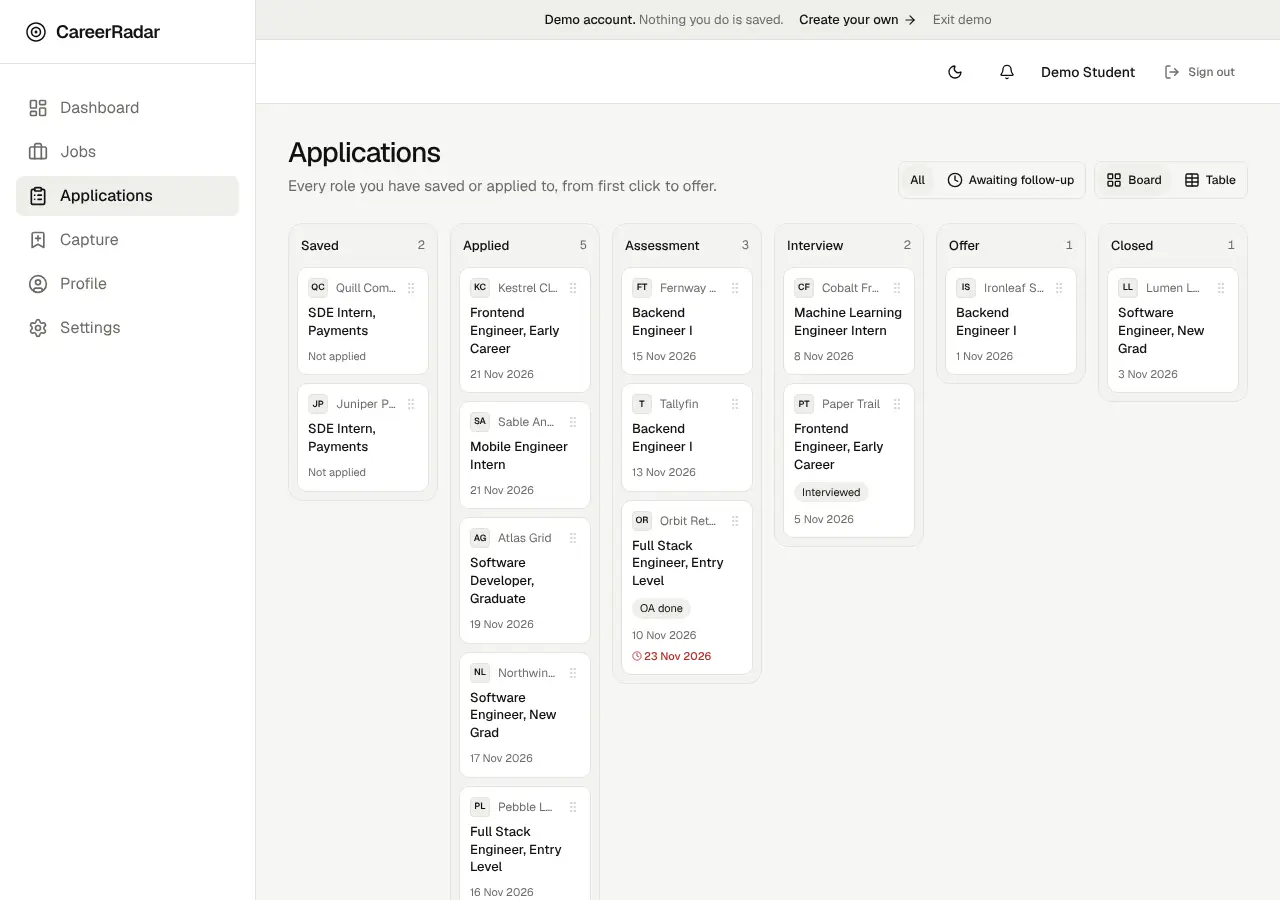 CareerRadar
Demo account. Nothing you do is saved. Create your own → Exit demo
Demo Student
Sign out
Dashboard
Jobs
Applications
Capture
Profile
Settings
Applications
Every role you have saved or applied to, from first click to offer.
All
Awaiting follow-up
Board
Table
Saved 2
QC Quill Com...
SDE Intern,
Payments
Not applied
JP Juniper P...
SDE Intern,
Payments
Not applied
Applied 5
KC Kestrel Cl...
Frontend
Engineer, Early
Career
21 Nov 2026
SA Sable An...
Mobile Engineer
Intern
21 Nov 2026
AG Atlas Grid
Software
Developer,
Graduate
19 Nov 2026
NL Northwin...
Software
Engineer, New
Grad
17 Nov 2026
PL Pebble L...
Full Stack
Engineer, Entry
Level
16 Nov 2026
Assessment 3
FT Fernway ...
Backend
Engineer I
15 Nov 2026
T Tallyfin
Backend
Engineer I
13 Nov 2026
OR Orbit Ret...
Full Stack
Engineer, Entry
Level
OA done
10 Nov 2026
23 Nov 2026
Interview 2
CF Cobalt Fr...
Machine Learning
Engineer Intern
8 Nov 2026
PT Paper Trail
Frontend
Engineer, Early
Career
Interviewed
5 Nov 2026
Offer 1
IS Ironleaf S...
Backend
Engineer I
1 Nov 2026
Closed 1
LL Lumen L...
Software
Engineer, New
Grad
3 Nov 2026